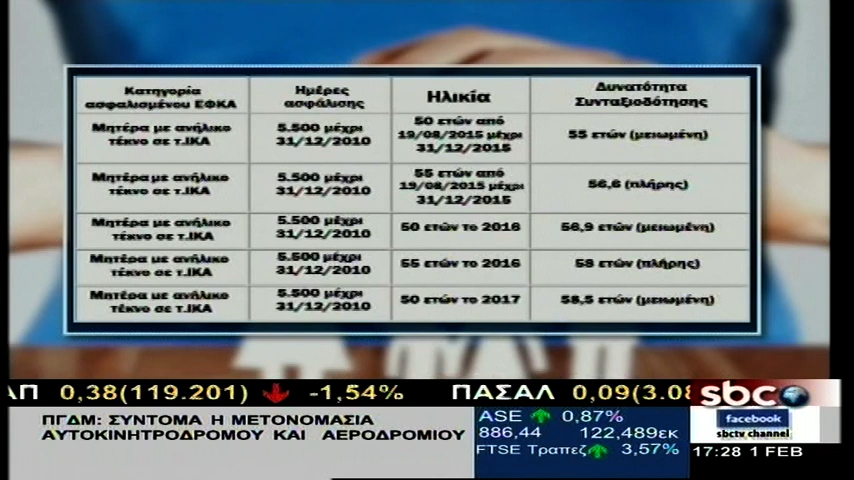 Κατηγορία
ασφαλισμένου ΕΦΚΑ
Ημέρες
ασφάλισης
Ηλικία
Δυνατότητα
Συνταξιοδότησης
Μητέρα με ανήλικο
τέκνο σε τ.ΙΚΑ
5.500 μέχρι
31/12/2010
50 ετών από
19/08/2015 μέχρι
31/12/2015
55 ετών (μειωμένη)
Μητέρα με ανήλικο
τέκνο σε τ.ΙΚΑ
5.500 μέχρι
31/12/2010
55 ετών από
19/08/2015 μέχρι
31/12/2015
56,6 (πλήρης)
Μητέρα με ανήλικο
τέκνο σε τ.ΙΚΑ
5.500 μέχρι
31/12/2010
50 ετών το 2016
56,9 ετών (μειωμένη)
Μητέρα με ανήλικο
τέκνο σε τ.ΙΚΑ
5.500 μέχρι
31/12/2010
55 ετών το 2016
58 ετών (πλήρης)
Μητέρα με ανήλικο
τέκνο σε τ.ΙΚΑ
5.500 μέχρι
31/12/2010
50 ετών το 2017
58,5 ετών (μειωμένη)
ΑΠ 0,38(119.201) -1,54% ΠΑΣΑΛ 0,09(3.08
sbc
ΠΓΔΜ: ΣΥΝΤΟΜΑ Η ΜΕΤΟΝΟΜΑΣΙΑ
ΑΥΤΟΚΙΝΗΤΡΟΔΡΟΜΟΥ ΚΑΙ ΑΕΡΟΔΡΟΜΙΟΥ
ASE 0,87%
886,44 122,489εκ
FTSE Τραπεζ 3,57%
facebook
sbctv channel
17:28 1 FEB